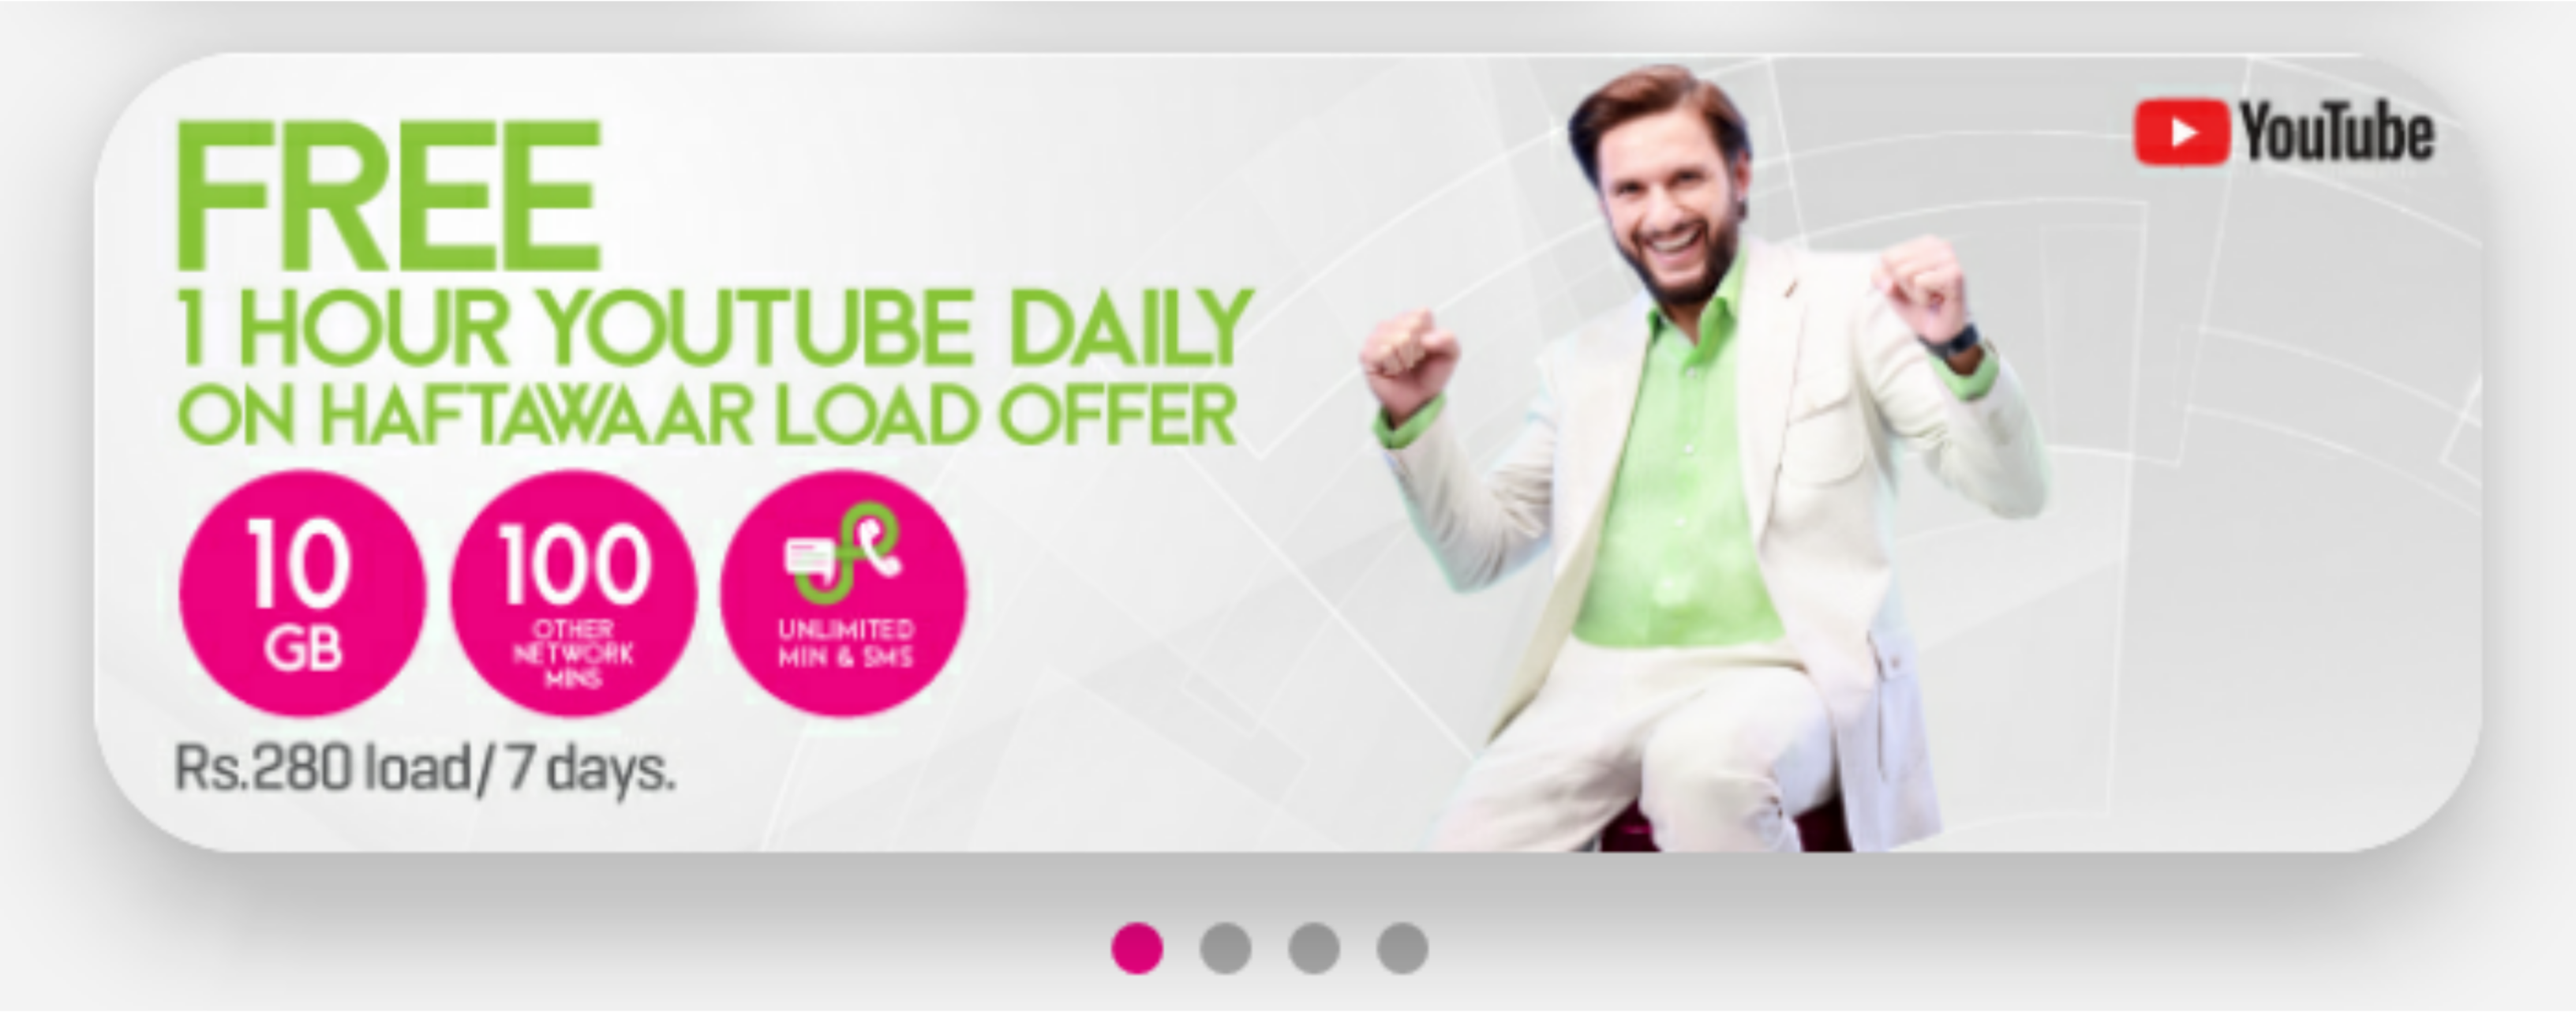 FREE
1 HOUR YOUTUBE DAILY
ON HAFTAWAAR LOAD OFFER
10
GB
100
OTHER
NETWORK
MINS
UNLIMITED
MIN & SMS
Rs.280 load/7 days.
YouTube